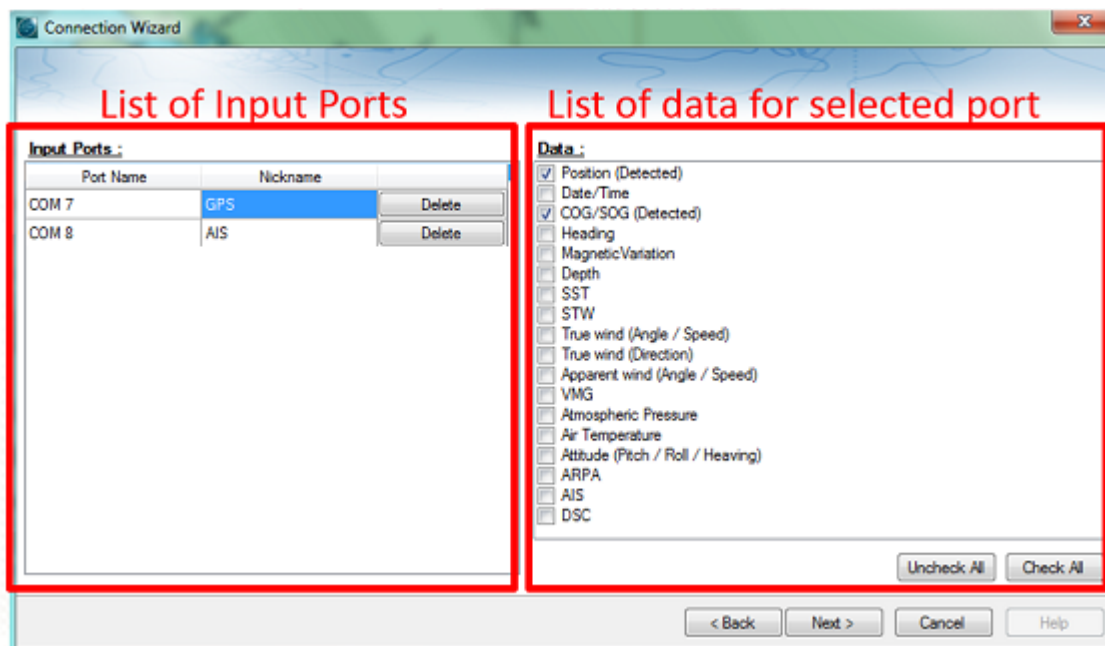 Connection Wizard
List of Input Ports
List of data for selected port
Input Ports :
Port Name Nickname
COM 7 GPS Delete
COM 8 AIS Delete
Data :
Position (Detected)
Date/Time
COG/SOG (Detected)
Heading
MagneticVariation
Depth
SST
STW
True wind (Angle / Speed)
True wind (Direction)
Apparent wind (Angle / Speed)
VMG
Atmospheric Pressure
Air Temperature
Attitude (Pitch / Roll / Heaving)
ARPA
AIS
DSC
Uncheck All Check All
< Back Next > Cancel Help